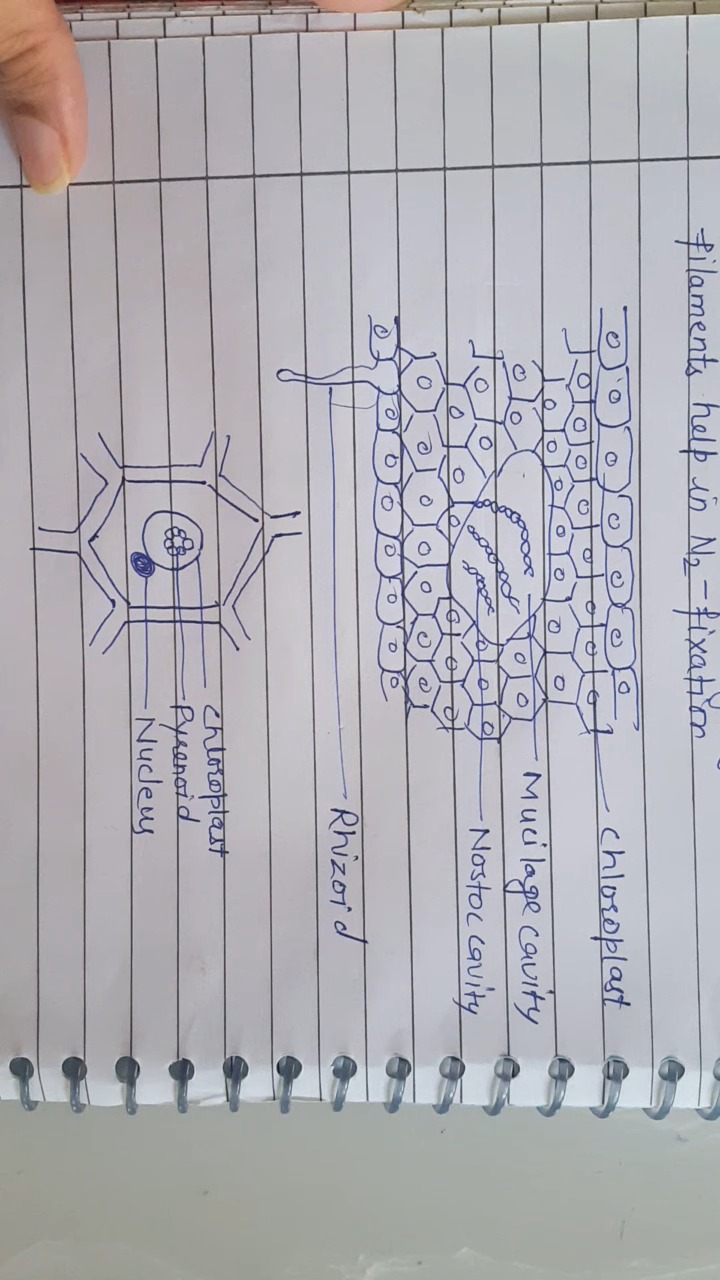 filaments help in N2-fixation
chloroplast
Mucilage cavity
Nostoc cavity
Rhizoid
chloroplast
Pyrenoid
Nucleus